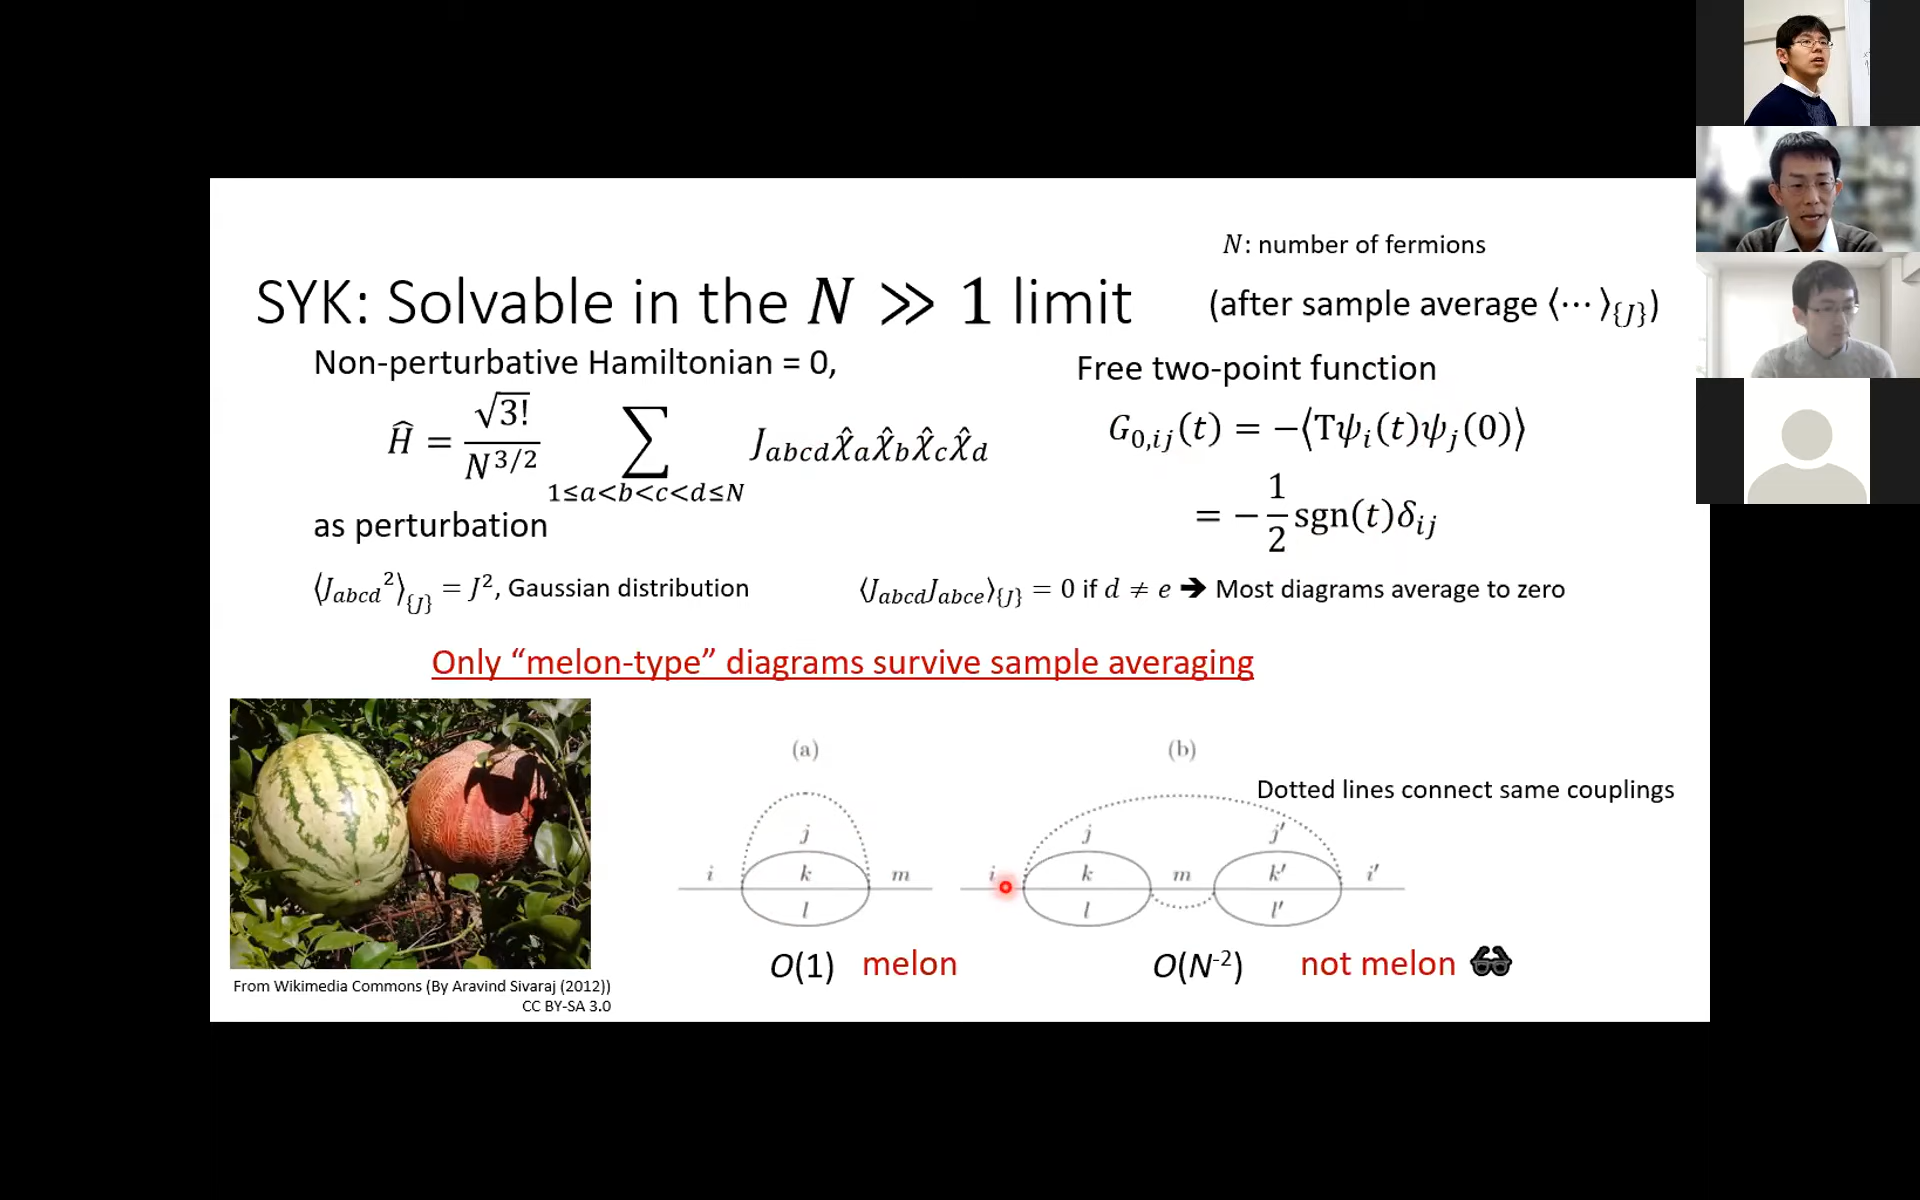 N: number of fermions
SYK: Solvable in the N ≫ 1 limit
(after sample average ⟨⋯⟩{J})
Non-perturbative Hamiltonian = 0,
Ĥ = √3! / N^{3/2} ∑_{1≤a<b<c<d≤N} J_{abcd} χ̂_a χ̂_b χ̂_c χ̂_d
as perturbation
Free two-point function
G_{0,ij}(t) = −⟨Tψ_i(t)ψ_j(0)⟩
= − 1/2 sgn(t)δ_{ij}
⟨J_{abcd}²⟩_{J} = J², Gaussian distribution
⟨J_{abcd}J_{abce}⟩_{J} = 0 if d ≠ e ➔ Most diagrams average to zero
Only “melon-type” diagrams survive sample averaging
(a)
j
i k m
l
O(1) melon
(b)
Dotted lines connect same couplings
j j′
i k m k′ i′
l l′
O(N⁻²) not melon
From Wikimedia Commons (By Aravind Sivaraj (2012))
CC BY-SA 3.0